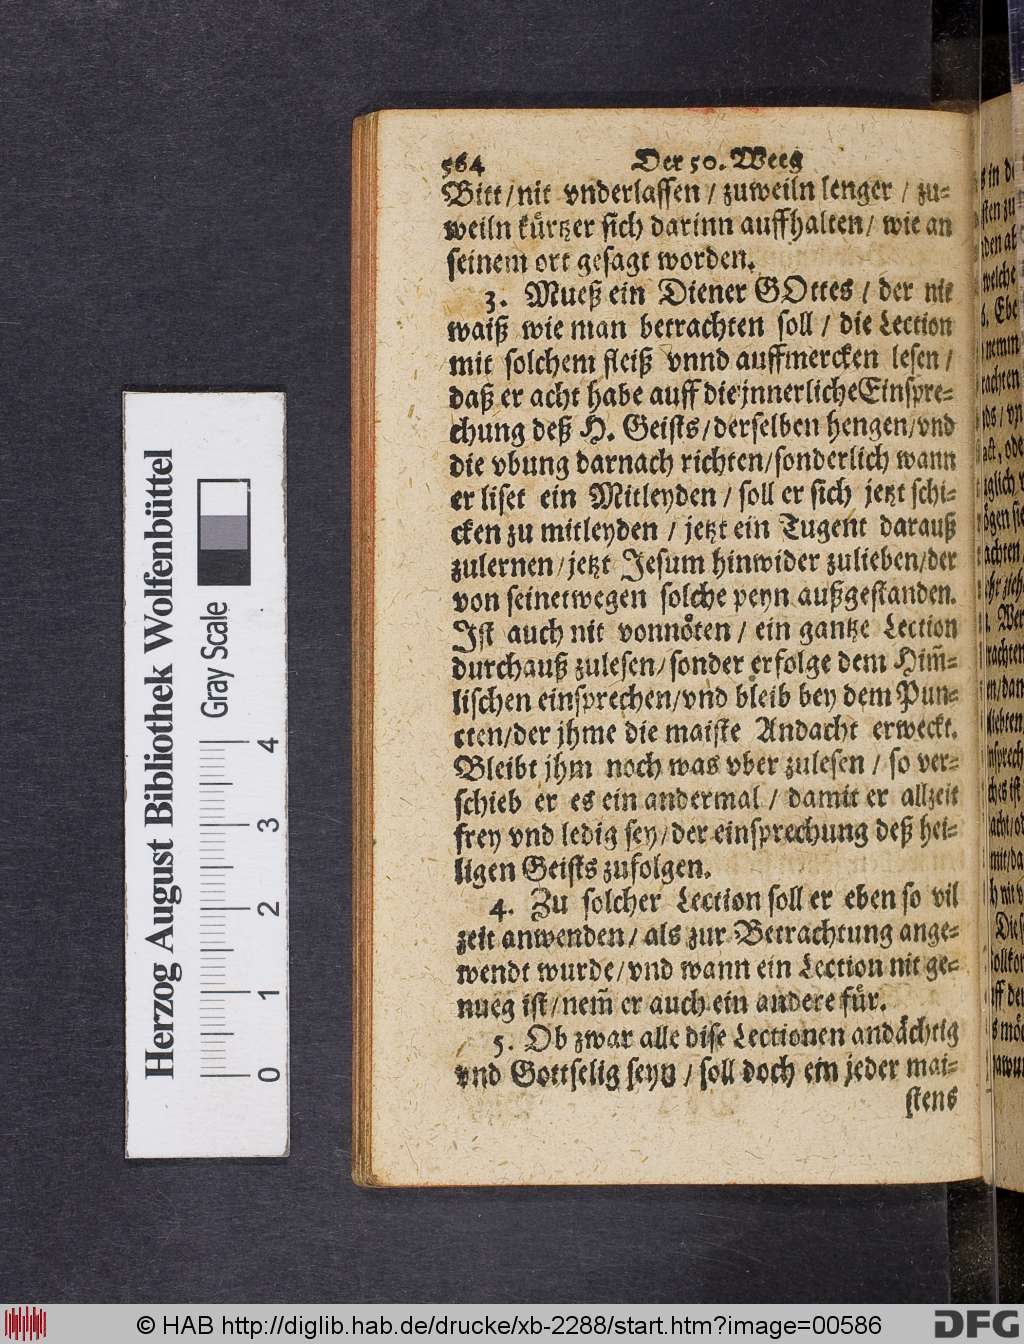 564 Der 50. Weeg
Bitt/nit vnderlassen / zuweiln lenger / zu-
weiln kürtzer sich darinn auffhalten/ wie an
seinem ort gesagt worden.
3. Mueß ein Diener GOttes / der nit
waiß wie man betrachten soll / die Lection
mit solchem fleiß vnnd auffmercken lesen /
daß er acht habe auff die jnnerliche Einspre-
chung deß H. Geists/derselben hengen/vnd
die vbung darnach richten/sonderlich wann
er liset ein Mitleyden / soll er sich jetzt schi-
cken zu mitleyden / jetzt ein Tugent darauß
zulernen/jetzt Jesum hinwider zulieben/der
von seinetwegen solche peyn außgestanden.
Ist auch nit vonnöten / ein gantze Lection
durchauß zulesen/sonder er folge dem Him̃-
lischen einsprechen/vnd bleib bey dem Pun-
cten/der jhme die maiste Andacht erweckt.
Bleibt jhm noch was vber zulesen / so ver-
schieb er es ein andermal / damit er allzeit
frey vnd ledig sey/der einsprechung deß hei-
ligen Geists zufolgen.
4. Zu solcher Lection soll er eben so vil
zeit anwenden/als zur Betrachtung ange-
wendt wurde/vnd wann ein Lection nit ge-
nueg ist/nem̃ er auch ein andere für.
5. Ob zwar alle dise Lectionen andächtig
vnd Gottselig seyn / soll doch ein jeder mai-
stens
Herzog August Bibliothek Wolfenbüttel
Gray Scale
0 1 2 3 4
© HAB http://diglib.hab.de/drucke/xb-2288/start.htm?image=00586
DFG